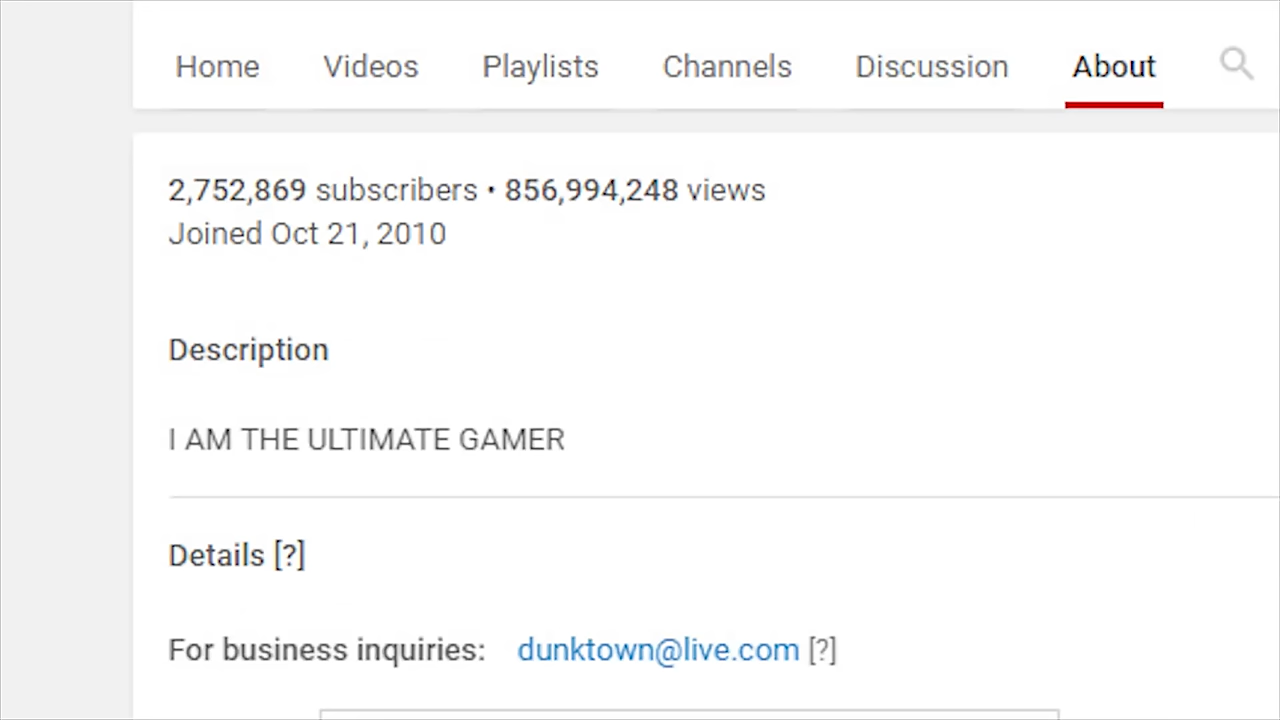 Home Videos Playlists Channels Discussion About
2,752,869 subscribers • 856,994,248 views
Joined Oct 21, 2010
Description
I AM THE ULTIMATE GAMER
Details [?]
For business inquiries: dunktown@live.com [?]